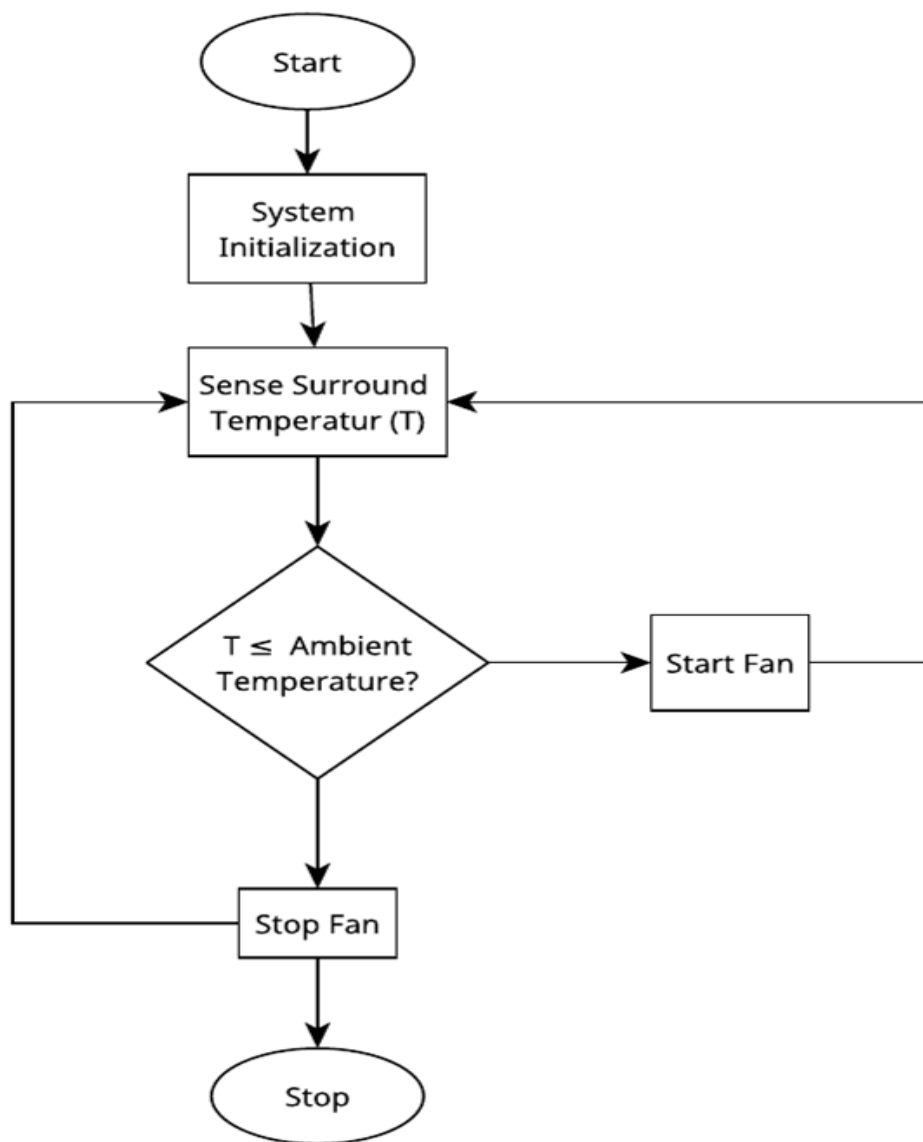 Start
System
Initialization
Sense Surround
Temperatur (T)
T ≤ Ambient
Temperature?
Start Fan
Stop Fan
Stop